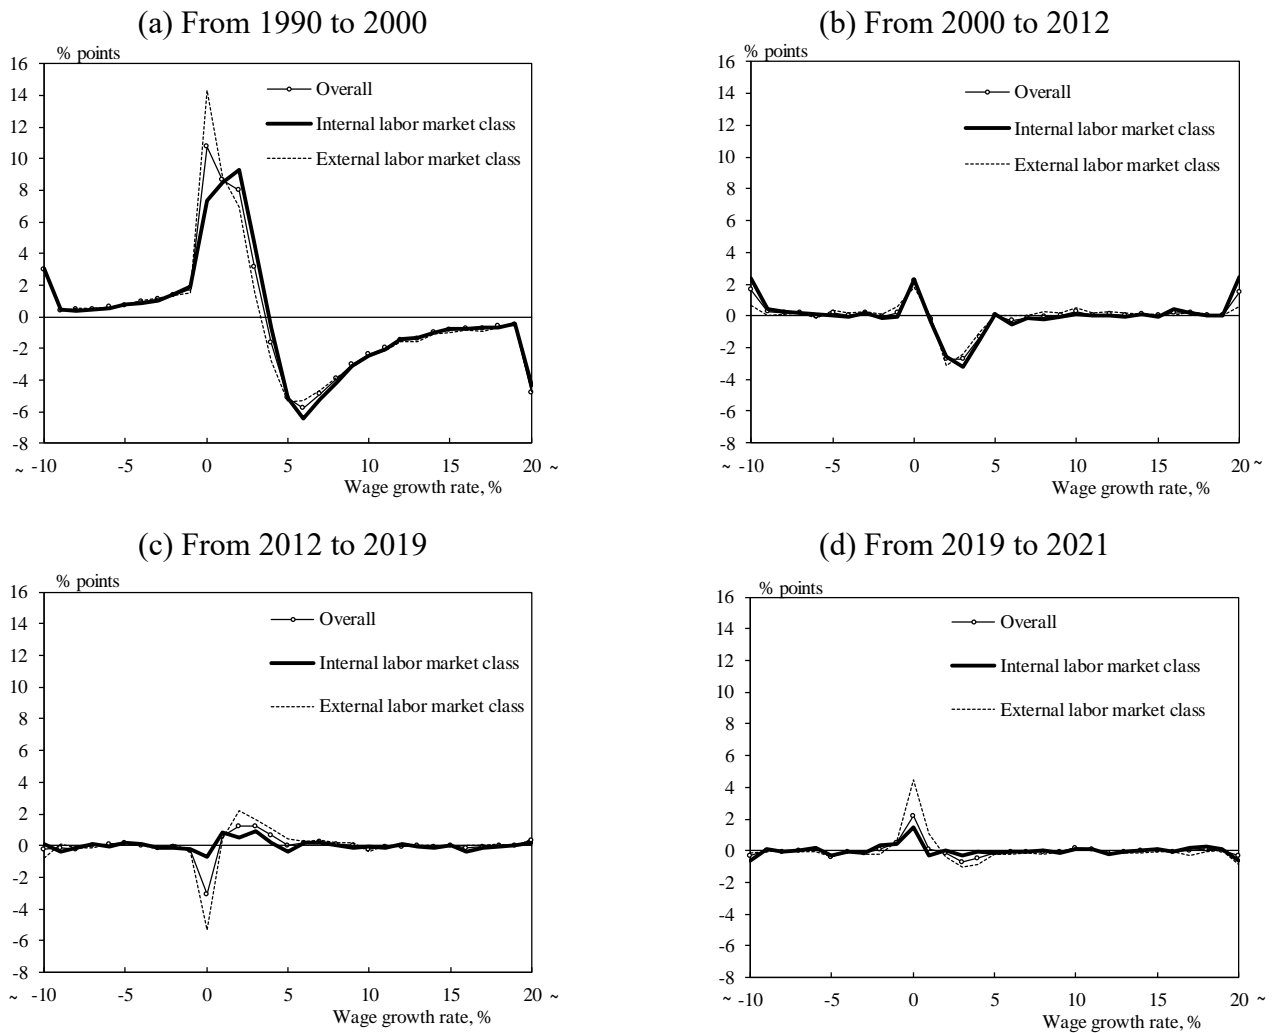 (a) From 1990 to 2000
% points
16
14
12
10
8
6
4
2
0
-2
-4
-6
-8
Overall
Internal labor market class
External labor market class
~ -10 -5 0 5 10 15 20 ~
Wage growth rate, %
(b) From 2000 to 2012
% points
16
14
12
10
8
6
4
2
0
-2
-4
-6
-8
Overall
Internal labor market class
External labor market class
~ -10 -5 0 5 10 15 20 ~
Wage growth rate, %
(c) From 2012 to 2019
% points
16
14
12
10
8
6
4
2
0
-2
-4
-6
-8
Overall
Internal labor market class
External labor market class
~ -10 -5 0 5 10 15 20 ~
Wage growth rate, %
(d) From 2019 to 2021
% points
16
14
12
10
8
6
4
2
0
-2
-4
-6
-8
Overall
Internal labor market class
External labor market class
~ -10 -5 0 5 10 15 20 ~
Wage growth rate, %